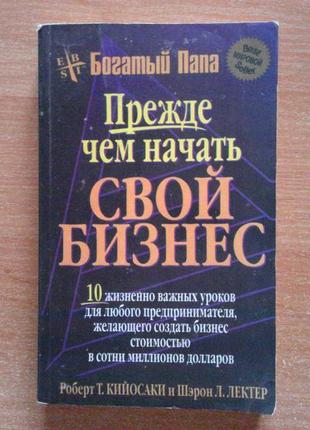 E B
S T
Богатый Папа
Прежде
чем начать
СВОЙ
БИЗНЕС
10 жизненно важных уроков
для любого предпринимателя,
желающего создать бизнес
стоимостью
в сотни миллионов долларов
Роберт Т. КИЙОСАКИ и Шэрон Л. ЛЕКТЕР